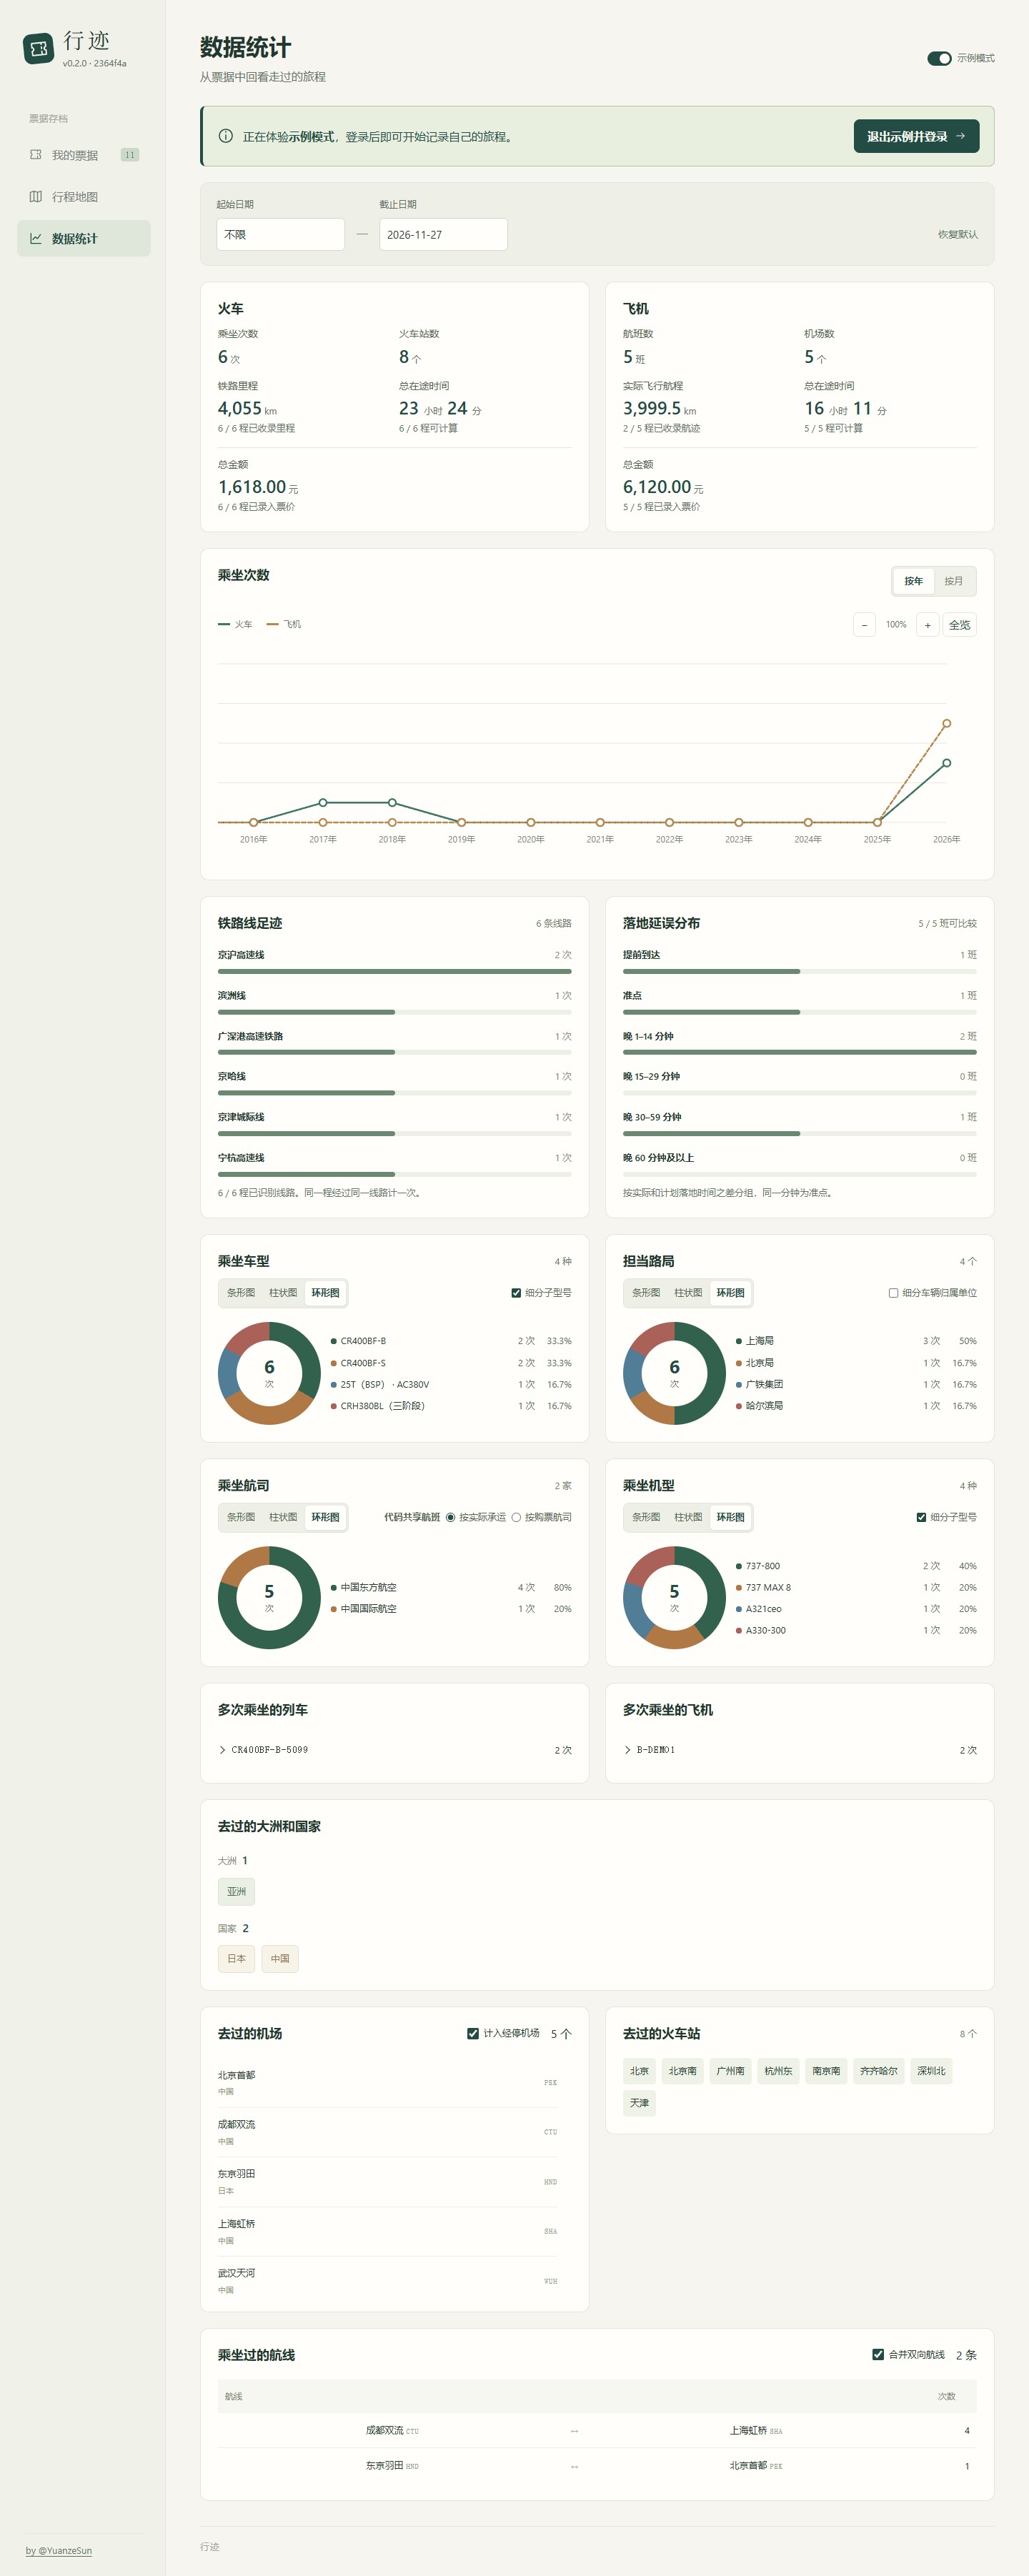 行迹
v0.2.0 · 2364f4a
票据存档
我的票据 11
行程地图
数据统计
by @YuanzeSun
数据统计
从票据中回看走过的旅程
示例模式
正在体验示例模式，登录后即可开始记录自己的旅程。
退出示例并登录 →
起始日期
不限
—
截止日期
2026-11-27
恢复默认
火车
乘坐次数
6 次
火车站数
8 个
铁路里程
4,055 km
6 / 6 程已收录里程
总在途时间
23 小时 24 分
6 / 6 程可计算
总金额
1,618.00 元
6 / 6 程已录入票价
飞机
航班数
5 班
机场数
5 个
实际飞行航程
3,999.5 km
2 / 5 程已收录航迹
总在途时间
16 小时 11 分
5 / 5 程可计算
总金额
6,120.00 元
5 / 5 程已录入票价
乘坐次数
按年 按月
火车 飞机
− 100% + 全览
2016年 2017年 2018年 2019年 2020年 2021年 2022年 2023年 2024年 2025年 2026年
铁路线足迹 6 条线路
京沪高速线 2 次
滨洲线 1 次
广深港高速铁路 1 次
京哈线 1 次
京津城际线 1 次
宁杭高速线 1 次
6 / 6 程已识别线路。同一程经过同一线路计一次。
落地延误分布 5 / 5 班可比较
提前到达 1 班
准点 1 班
晚 1–14 分钟 2 班
晚 15–29 分钟 0 班
晚 30–59 分钟 1 班
晚 60 分钟及以上 0 班
按实际和计划落地时间之差分组，同一分钟为准点。
乘坐车型 4 种
条形图 柱状图 环形图 细分子型号
6
次
CR400BF-B 2 次 33.3%
CR400BF-S 2 次 33.3%
25T（BSP） · AC380V 1 次 16.7%
CRH380BL（三阶段） 1 次 16.7%
担当路局 4 个
条形图 柱状图 环形图 细分车辆归属单位
6
次
上海局 3 次 50%
北京局 1 次 16.7%
广铁集团 1 次 16.7%
哈尔滨局 1 次 16.7%
乘坐航司 2 家
条形图 柱状图 环形图 代码共享航班 按实际承运 按购票航司
5
次
中国东方航空 4 次 80%
中国国际航空 1 次 20%
乘坐机型 4 种
条形图 柱状图 环形图 细分子型号
5
次
737-800 2 次 40%
737 MAX 8 1 次 20%
A321ceo 1 次 20%
A330-300 1 次 20%
多次乘坐的列车
CR400BF-B-5099 2 次
多次乘坐的飞机
B-DEMO1 2 次
去过的大洲和国家
大洲 1
亚洲
国家 2
日本 中国
去过的机场 计入经停机场 5 个
北京首都 PEK
中国
成都双流 CTU
中国
东京羽田 HND
日本
上海虹桥 SHA
中国
武汉天河 WUH
中国
去过的火车站 8 个
北京 北京南 广州南 杭州东 南京南 齐齐哈尔 深圳北
天津
乘坐过的航线 合并双向航线 2 条
航线 次数
成都双流 CTU ↔ 上海虹桥 SHA 4
东京羽田 HND ↔ 北京首都 PEK 1
行迹